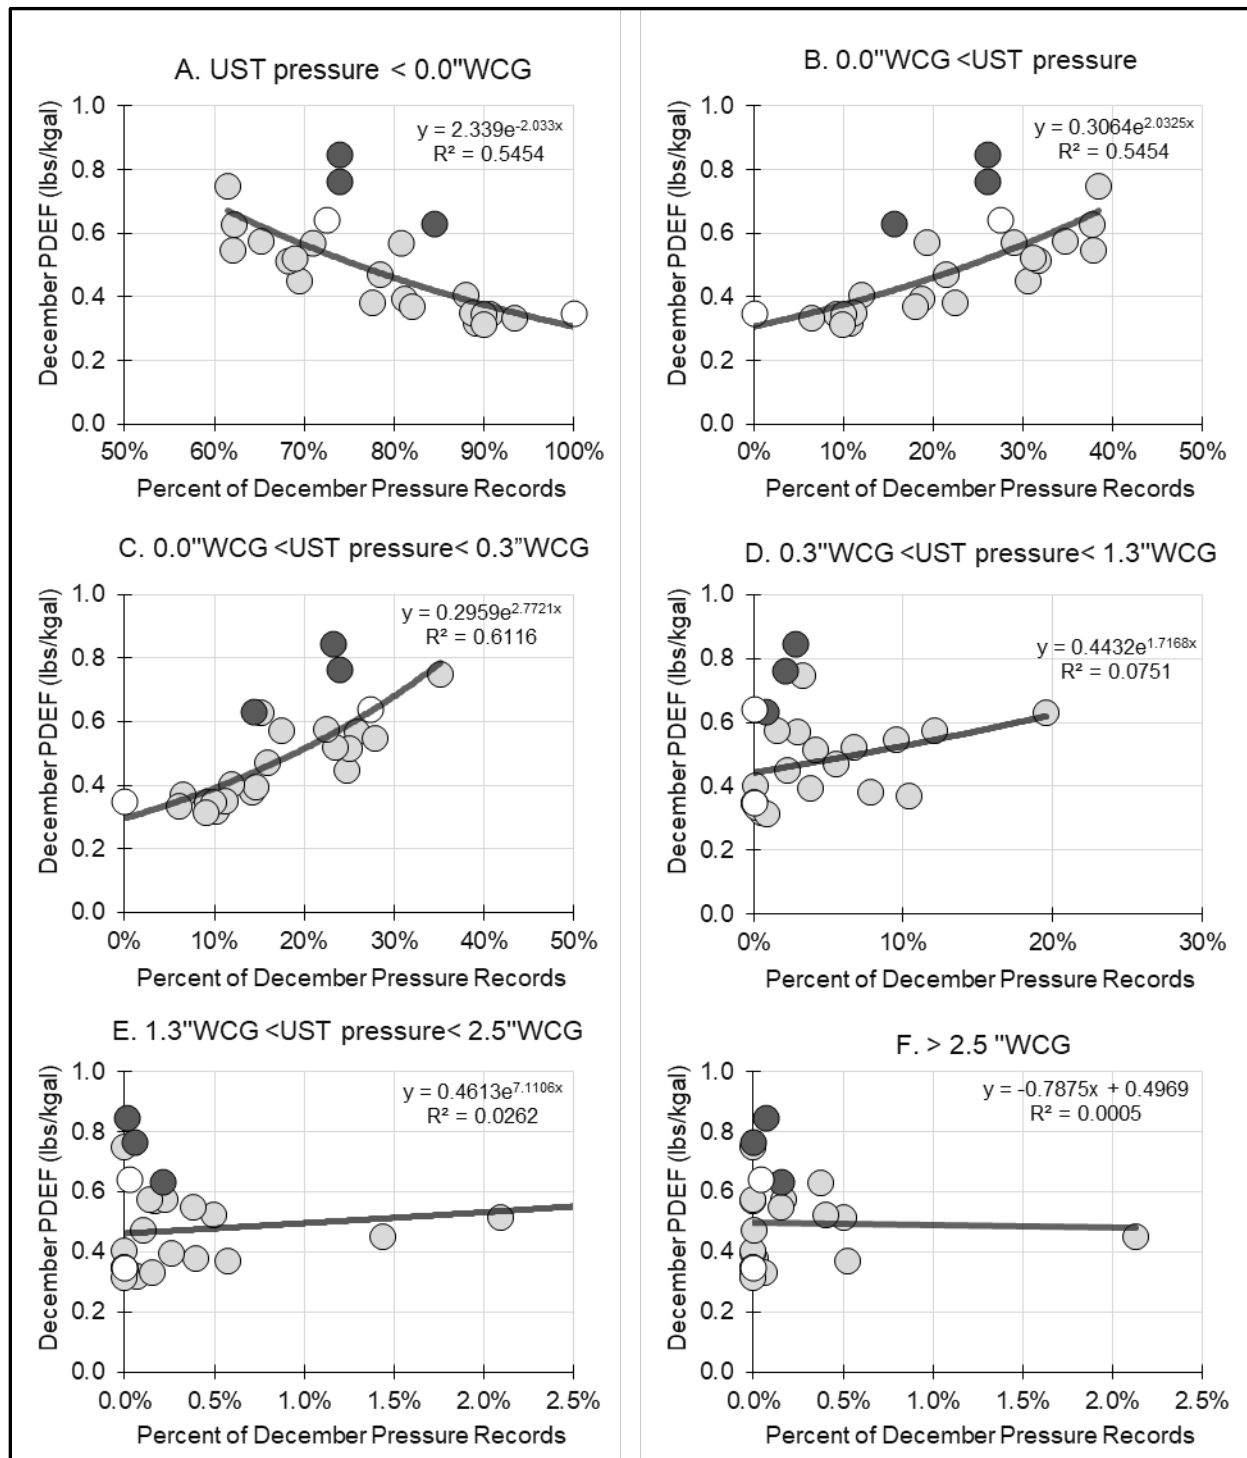 A. UST pressure < 0.0"WCG
y = 2.339e^-2.033x
R² = 0.5454
December PDEF (lbs/kgal)
1.0
0.8
0.6
0.4
0.2
0.0
50% 60% 70% 80% 90% 100%
Percent of December Pressure Records
B. 0.0"WCG <UST pressure
y = 0.3064e^2.0325x
R² = 0.5454
December PDEF (lbs/kgal)
1.0
0.8
0.6
0.4
0.2
0.0
0% 10% 20% 30% 40% 50%
Percent of December Pressure Records
C. 0.0"WCG <UST pressure< 0.3”WCG
y = 0.2959e^2.7721x
R² = 0.6116
December PDEF (lbs/kgal)
1.0
0.8
0.6
0.4
0.2
0.0
0% 10% 20% 30% 40% 50%
Percent of December Pressure Records
D. 0.3"WCG <UST pressure< 1.3"WCG
y = 0.4432e^1.7168x
R² = 0.0751
December PDEF (lbs/kgal)
1.0
0.8
0.6
0.4
0.2
0.0
0% 10% 20% 30%
Percent of December Pressure Records
E. 1.3"WCG <UST pressure< 2.5"WCG
y = 0.4613e^7.1106x
R² = 0.0262
December PDEF (lbs/kgal)
1.0
0.8
0.6
0.4
0.2
0.0
0.0% 0.5% 1.0% 1.5% 2.0% 2.5%
Percent of December Pressure Records
F. > 2.5 "WCG
y = -0.7875x + 0.4969
R² = 0.0005
December PDEF (lbs/kgal)
1.0
0.8
0.6
0.4
0.2
0.0
0.0% 0.5% 1.0% 1.5% 2.0% 2.5%
Percent of December Pressure Records